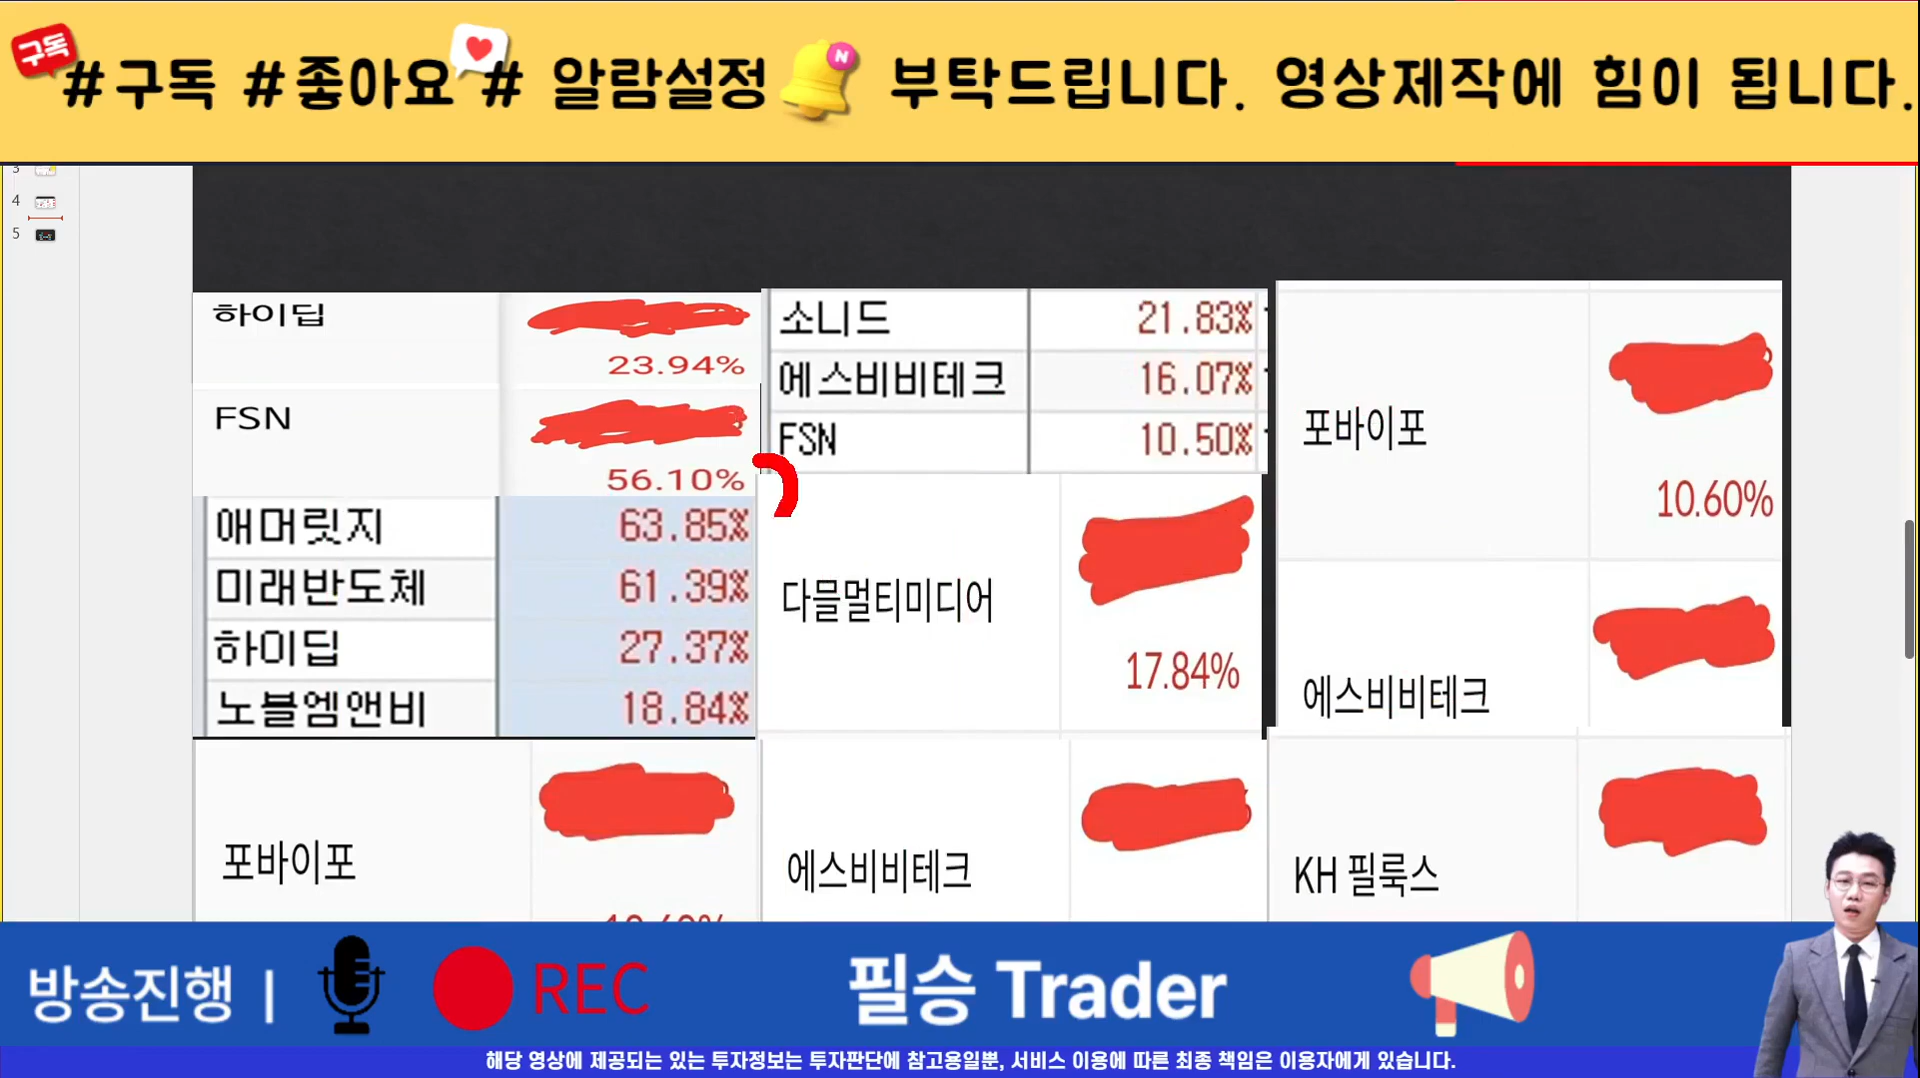 구독
N
#구독 #좋아요 # 알람설정 부탁드립니다. 영상제작에 힘이 됩니다.
3
4
5
하이딥
23.94%
FSN
56.10%
애머릿지 63.85%
미래반도체 61.39%
하이딥 27.37%
노블엠앤비 18.84%
소니드 21.83%
에스비비테크 16.07%
FSN 10.50%
다믈멀티미디어
17.84%
포바이포
10.60%
에스비비테크
포바이포
에스비비테크
KH 필룩스
방송진행 | REC 필승 Trader
해당 영상에 제공되는 있는 투자정보는 투자판단에 참고용일뿐, 서비스 이용에 따른 최종 책임은 이용자에게 있습니다.